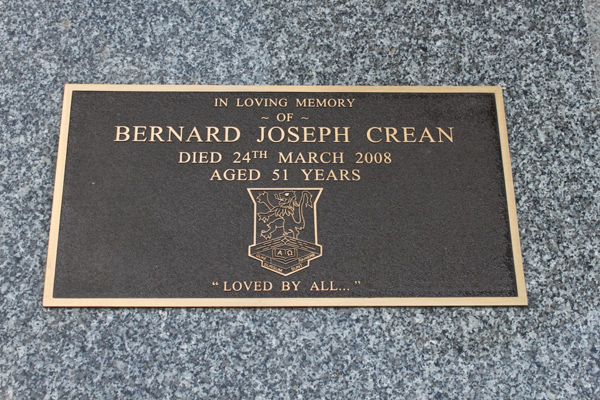 IN LOVING MEMORY
~ OF ~
BERNARD JOSEPH CREAN
DIED 24TH MARCH 2008
AGED 51 YEARS
A Ω
"LOVED BY ALL..."